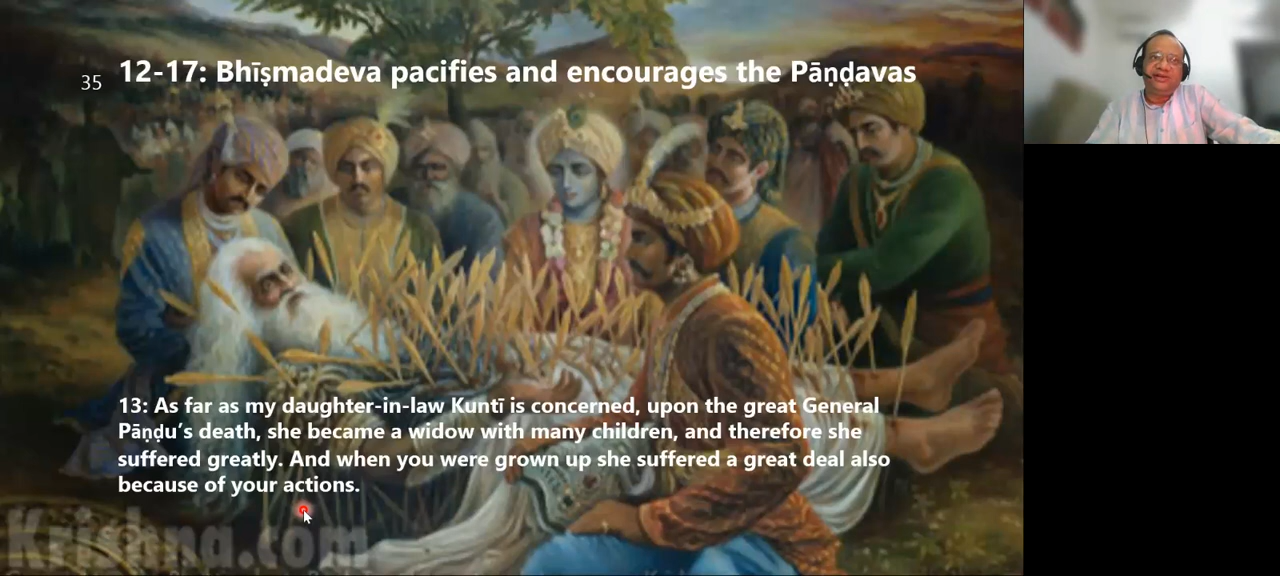 35
12-17: Bhīṣmadeva pacifies and encourages the Pāṇḍavas
13: As far as my daughter-in-law Kuntī is concerned, upon the great General
Pāṇḍu’s death, she became a widow with many children, and therefore she
suffered greatly. And when you were grown up she suffered a great deal also
because of your actions.
Krishna.com